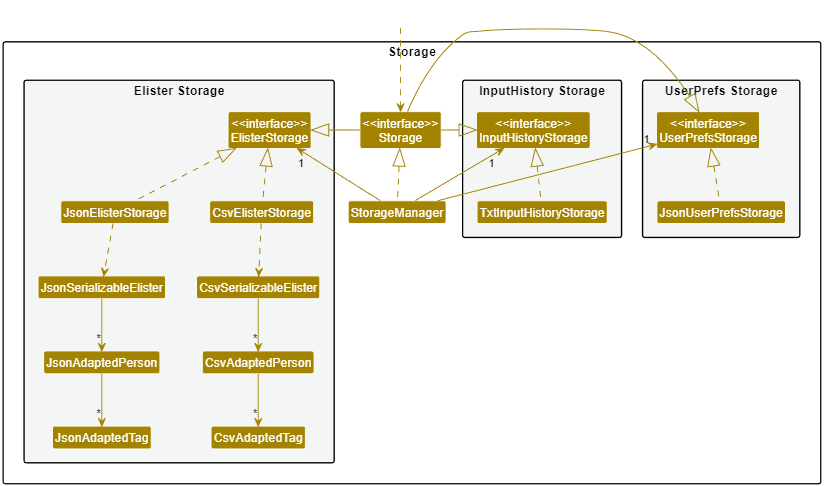 Storage
Elister Storage
InputHistory Storage
UserPrefs Storage
<<interface>>
ElisterStorage
<<interface>>
Storage
<<interface>>
InputHistoryStorage
<<interface>>
UserPrefsStorage
1
1
1
JsonElisterStorage
CsvElisterStorage
StorageManager
TxtInputHistoryStorage
JsonUserPrefsStorage
JsonSerializableElister
CsvSerializableElister
*
*
JsonAdaptedPerson
CsvAdaptedPerson
*
*
JsonAdaptedTag
CsvAdaptedTag